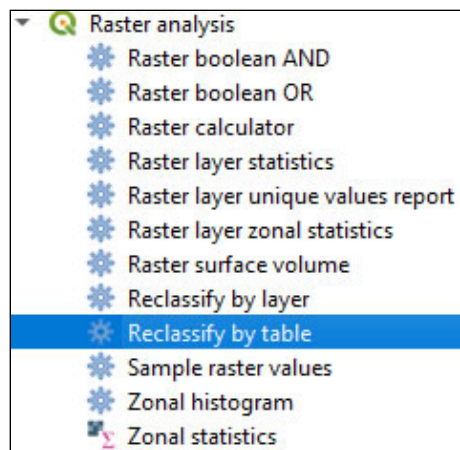 Raster analysis
Raster boolean AND
Raster boolean OR
Raster calculator
Raster layer statistics
Raster layer unique values report
Raster layer zonal statistics
Raster surface volume
Reclassify by layer
Reclassify by table
Sample raster values
Zonal histogram
Zonal statistics